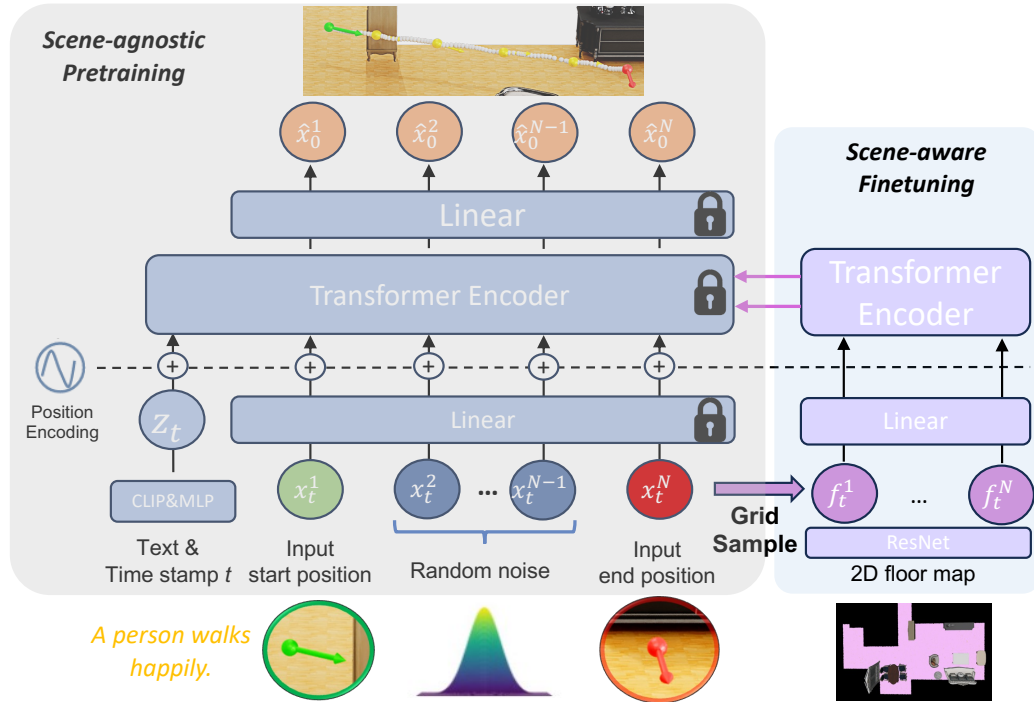 Scene-agnostic
Pretraining
x̂₀¹ x̂₀² x̂₀ᴺ⁻¹ x̂₀ᴺ
Linear
Transformer Encoder
+ + + + +
Position
Encoding
zₜ
Linear
CLIP&MLP
xₜ¹ xₜ² ... xₜᴺ⁻¹ xₜᴺ
Text &
Time stamp t
Input
start position
Random noise
Input
end position
A person walks
happily.
Grid
Sample
Scene-aware
Finetuning
Transformer
Encoder
Linear
fₜ¹ ... fₜᴺ
ResNet
2D floor map